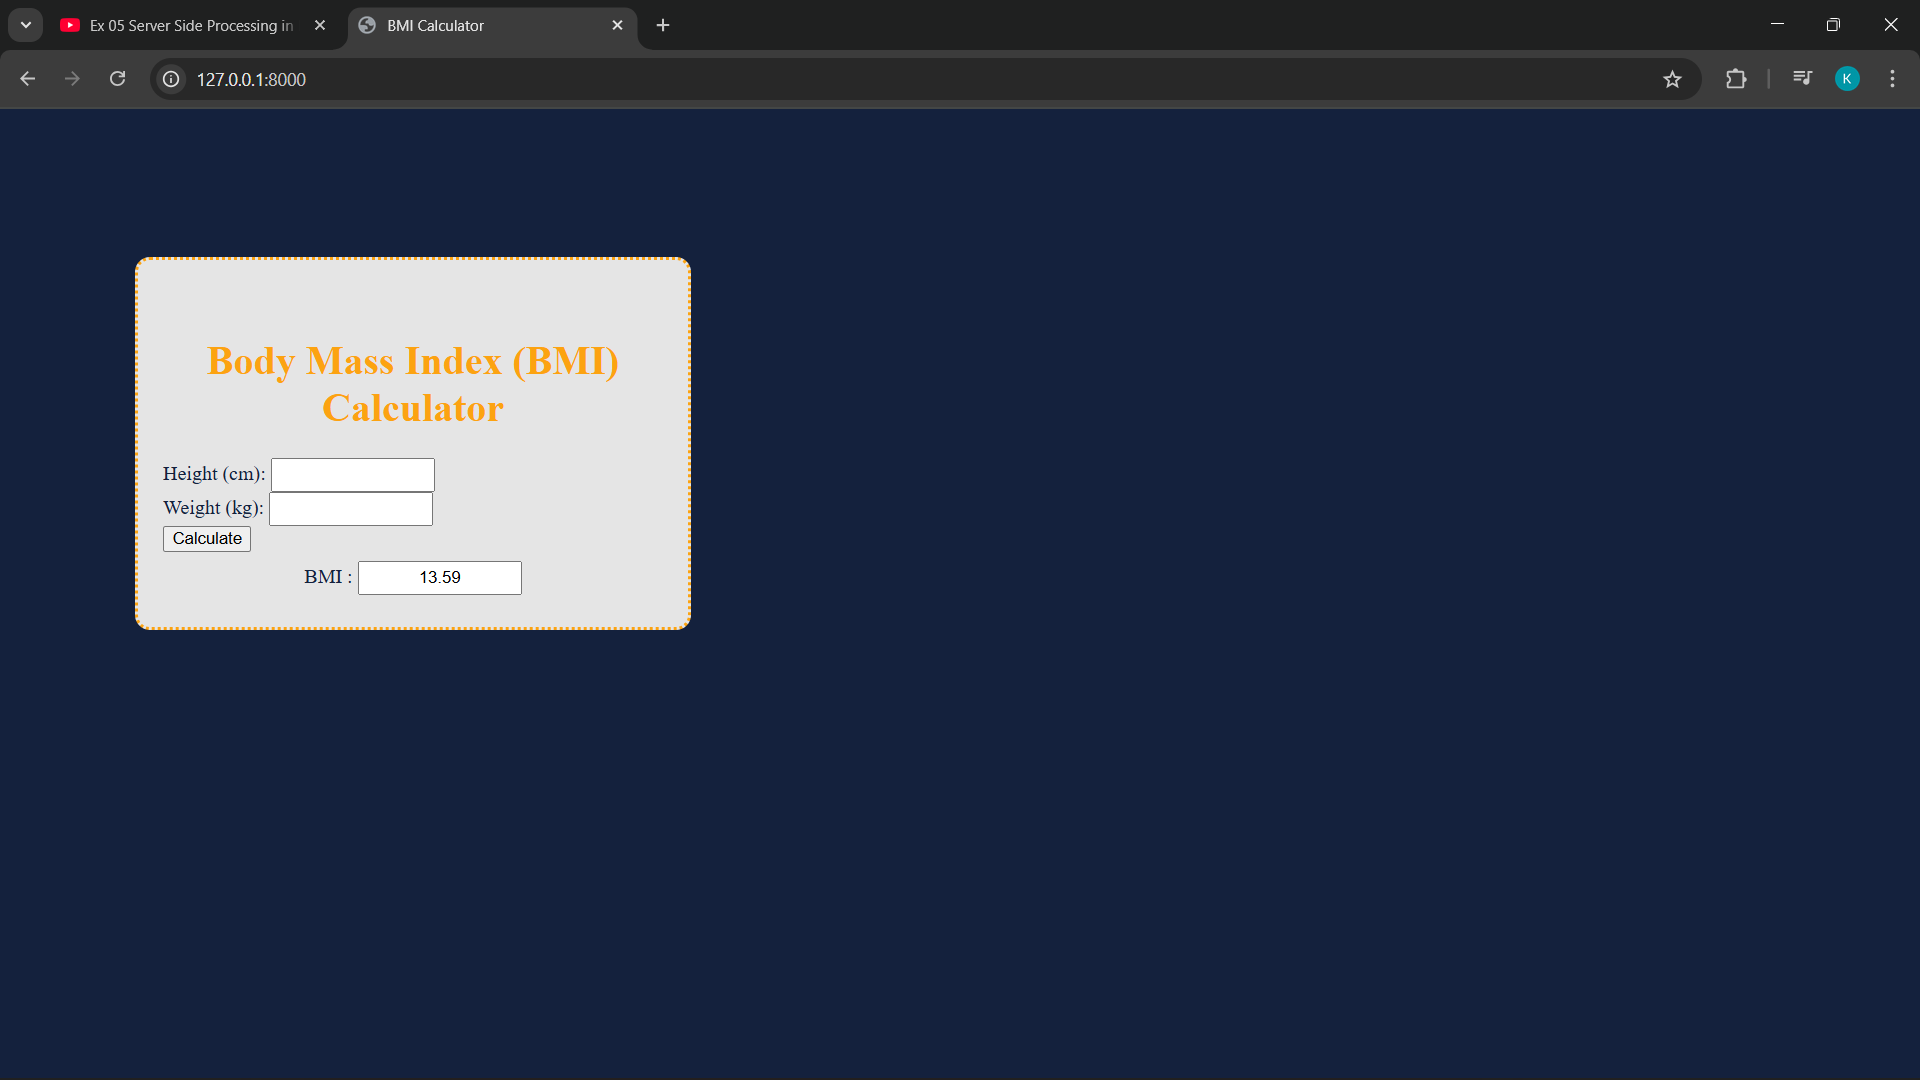 Ex 05 Server Side Processing in
BMI Calculator
127.0.0.1:8000
K
Body Mass Index (BMI)
Calculator
Height (cm):
Weight (kg):
Calculate
BMI : 13.59